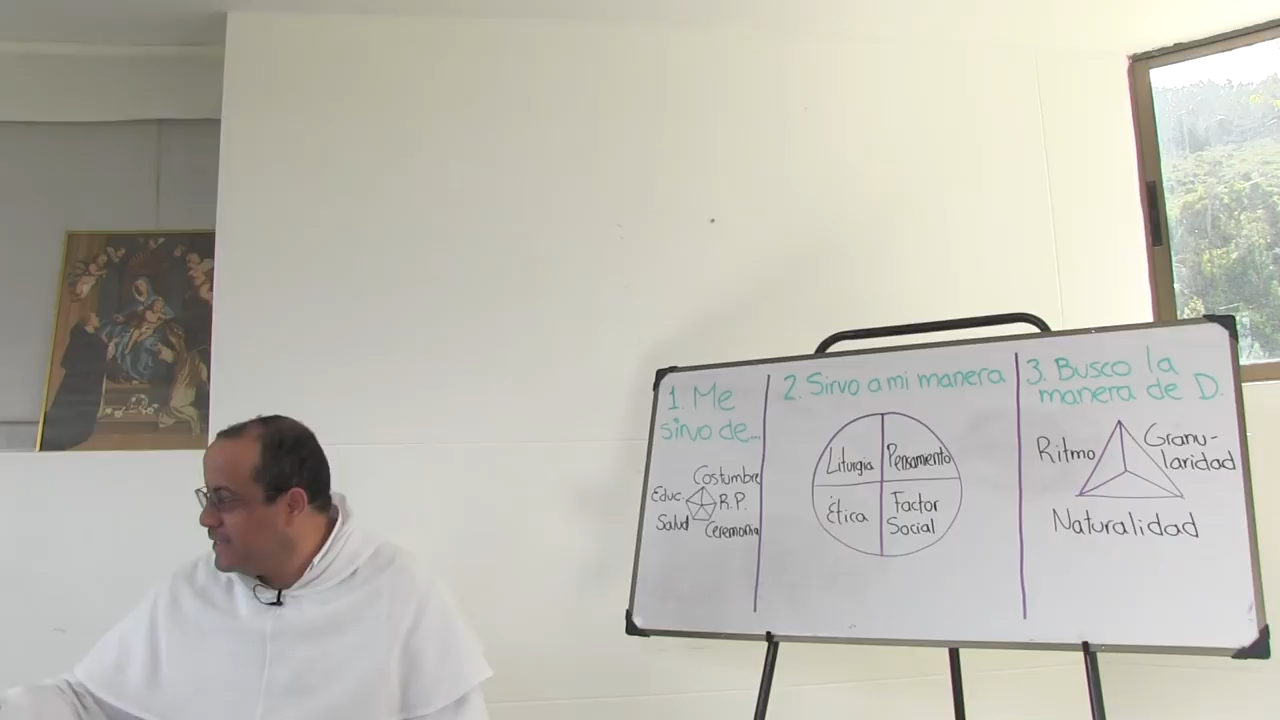 1. Me
sirvo de...
Costumbre
Educ.
R.P.
Salud
Ceremonia
2. Sirvo a mi manera
Liturgia
Pensamiento
Ética
Factor
Social
3. Busco la
manera de D.
Ritmo
Granu-
laridad
Naturalidad